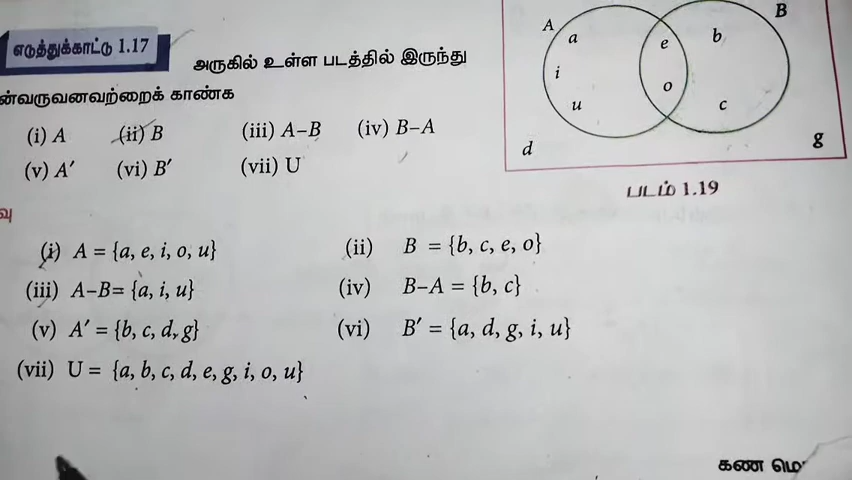 எடுத்துக்காட்டு 1.17
அருகில் உள்ள படத்தில் இருந்து
ன்வருவனவற்றைக் காண்க
(i) A (ii) B (iii) A–B (iv) B–A
(v) A′ (vi) B′ (vii) U
A B
a e b
i o
u c
d g
படம் 1.19
வு
(i) A = {a, e, i, o, u} (ii) B = {b, c, e, o}
(iii) A–B= {a, i, u} (iv) B–A = {b, c}
(v) A′ = {b, c, d, g} (vi) B′ = {a, d, g, i, u}
(vii) U = {a, b, c, d, e, g, i, o, u}
கண